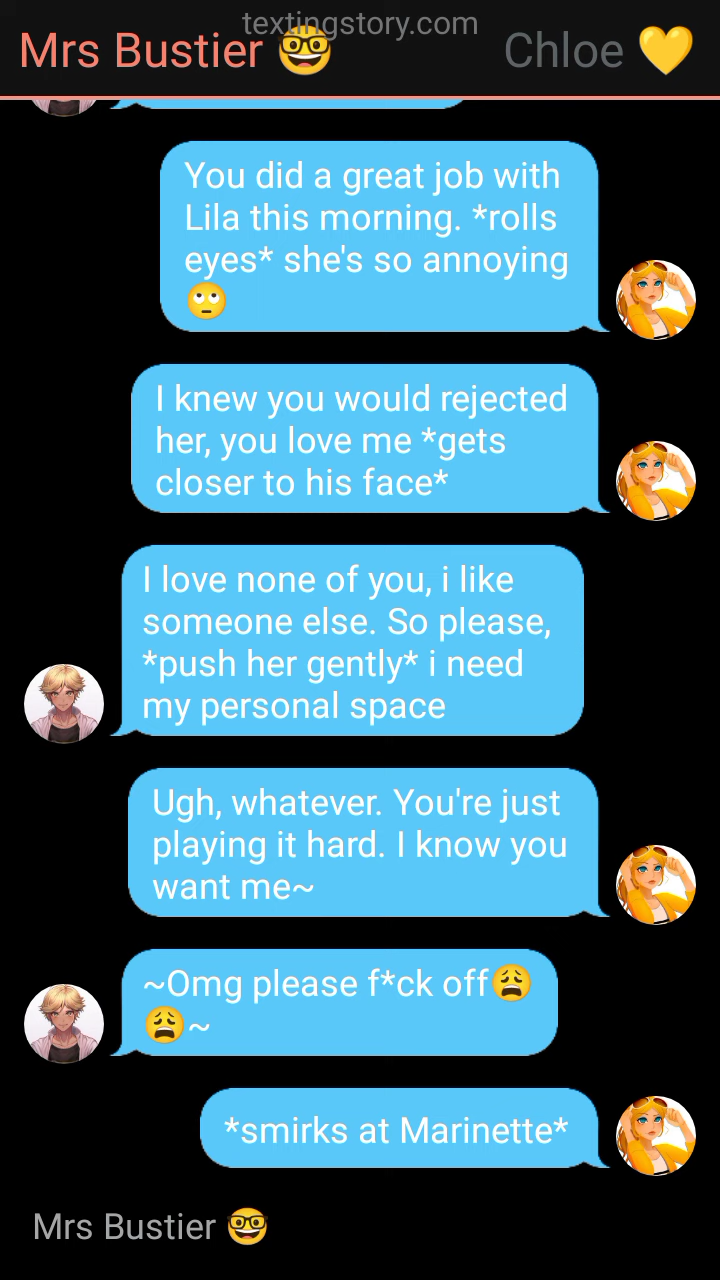 textingstory.com
Mrs Bustier 🤓 Chloe 💛
You did a great job with
Lila this morning. *rolls
eyes* she's so annoying
🙄
I knew you would rejected
her, you love me *gets
closer to his face*
I love none of you, i like
someone else. So please,
*push her gently* i need
my personal space
Ugh, whatever. You're just
playing it hard. I know you
want me~
~Omg please f*ck off😩
😩~
*smirks at Marinette*
Mrs Bustier 🤓